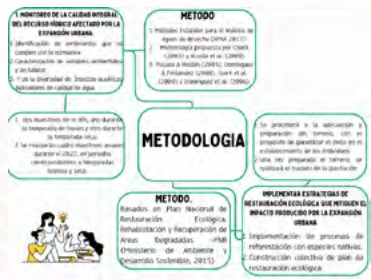 1. MONITOREO DE LA CALIDAD INTEGRAL
DEL RECURSO HÍDRICO AFECTADO POR LA
EXPANSIÓN URBANA
1. Identificación de vertimientos que no
cumplen con la normativa
2. Caracterización de variables ambientales
y de hábitat
3. Y de la diversidad de insectos acuáticos
indicadores de calidad de agua
METODO
1. Métodos Estándar para el Análisis de
Aguas de desecho (APHA 2017)
2. Metodología propuesta por
(2003) y Acosta et al. (2009)
3. Posada & Roldán (2003), Domínguez
& Fernández (2009), et al.
y Domínguez et al. (2006)
1. Dos muestreos de en año, uno durante
la temporada de lluvias y otro durante
la temporada seca.
2. Se realizarán cuatro muestreos anuales
durante el 2022, en periodos
correspondientes a temporadas
lluviosa y seca.
METODOLOGIA
Se procederá a la adecuación y
preparación del terreno, con el
propósito de garantizar el éxito en el
establecimiento de los individuos
Una vez preparado el terreno, se
realizará el trazado de la plantación
METODO.
Basados en Plan Nacional de
Restauración Ecológica,
Rehabilitación y Recuperación de
Áreas Degradadas -PNR
(Ministerio de Ambiente y
Desarrollo Sostenible, 2015)
IMPLEMENTAR ESTRATEGIAS DE
RESTAURACIÓN ECOLÓGICA QUE MITIGUEN EL
IMPACTO PRODUCIDO POR LA EXPANSIÓN
URBANA
1. Implementación de procesos de
reforestación con especies nativas.
2. Construcción colectiva de plan de
restauración ecológica